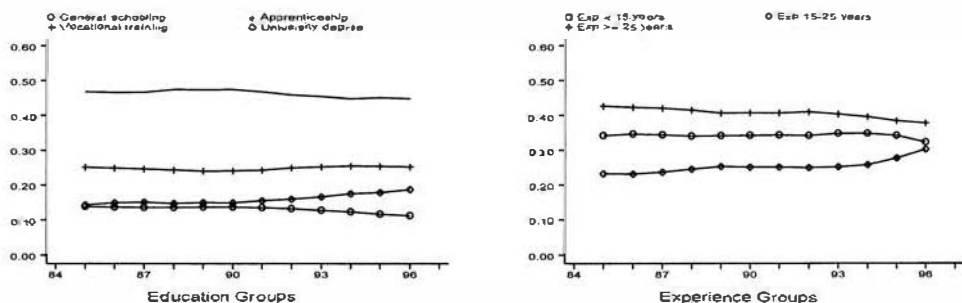 General schooling Apprenticeship
Vocational training University degree
0.60
0.50
0.40
0.30
0.20
0.10
0.00
84 87 90 93 96
Education Groups
Exp < 15 years Exp 15-25 years
Exp >= 25 years
0.60
0.50
0.40
0.30
0.20
0.10
0.00
84 87 90 93 96
Experience Groups